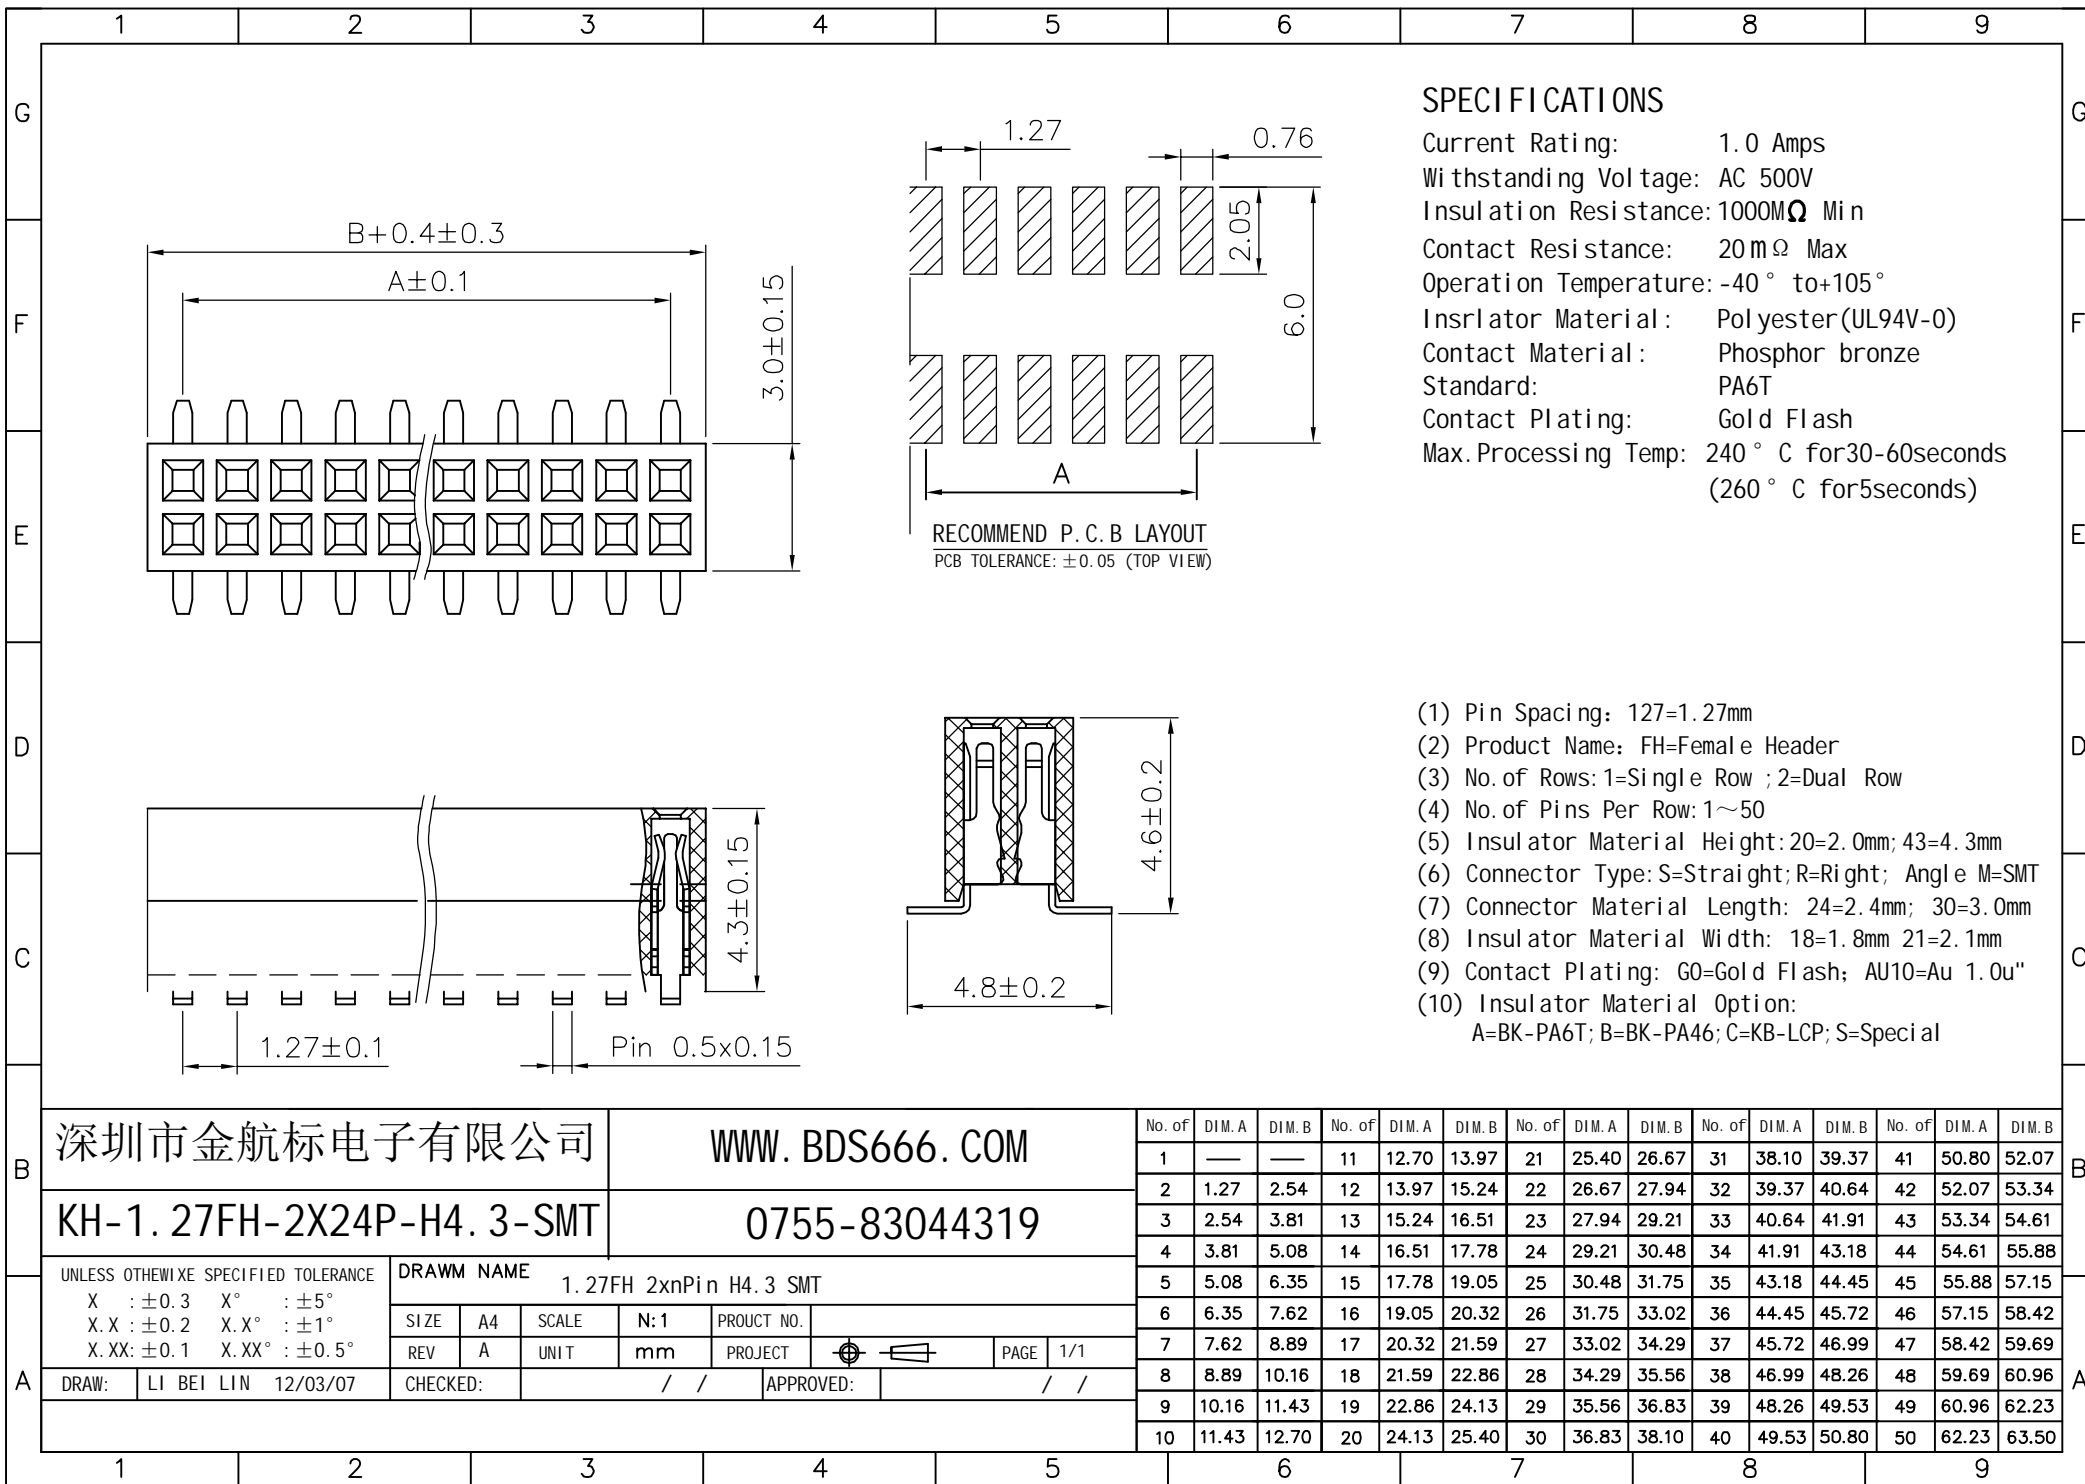 1 2 3 4 5 6 7 8 9
G G
F F
E E
D D
C C
B B
A A
B+0.4±0.3
A±0.1
3.0±0.15
1.27
0.76
2.05
6.0
A
RECOMMEND P.C.B LAYOUT
PCB TOLERANCE: ±0.05 (TOP VIEW)
SPECIFICATIONS
Current Rating: 1.0 Amps
Withstanding Voltage: AC 500V
Insulation Resistance: 1000MΩ Min
Contact Resistance: 20mΩ Max
Operation Temperature: -40° to+105°
Insrlator Material: Polyester(UL94V-0)
Contact Material: Phosphor bronze
Standard: PA6T
Contact Plating: Gold Flash
Max.Processing Temp: 240°C for30-60seconds
(260°C for5seconds)
4.3±0.15
1.27±0.1
Pin 0.5x0.15
4.6±0.2
4.8±0.2
(1) Pin Spacing: 127=1.27mm
(2) Product Name: FH=Female Header
(3) No.of Rows:1=Single Row ;2=Dual Row
(4) No.of Pins Per Row:1~50
(5) Insulator Material Height:20=2.0mm;43=4.3mm
(6) Connector Type:S=Straight;R=Right; Angle M=SMT
(7) Connector Material Length: 24=2.4mm; 30=3.0mm
(8) Insulator Material Width: 18=1.8mm 21=2.1mm
(9) Contact Plating: G0=Gold Flash; AU10=Au 1.0u"
(10) Insulator Material Option:
A=BK-PA6T;B=BK-PA46;C=KB-LCP;S=Special
深圳市金航标电子有限公司
WWW.BDS666.COM
KH-1.27FH-2X24P-H4.3-SMT
0755-83044319
UNLESS OTHEWIXE SPECIFIED TOLERANCE
X :±0.3 X° :±5°
X.X :±0.2 X.X° :±1°
X.XX:±0.1 X.XX° :±0.5°
DRAWM NAME 1.27FH 2xnPin H4.3 SMT
SIZE A4 SCALE N:1 PROUCT NO.
REV A UNIT mm PROJECT PAGE 1/1
DRAW: LI BEI LIN 12/03/07 CHECKED: / / APPROVED: / /
No.of DIM.A DIM.B No.of DIM.A DIM.B No.of DIM.A DIM.B No.of DIM.A DIM.B No.of DIM.A DIM.B
1 — — 11 12.70 13.97 21 25.40 26.67 31 38.10 39.37 41 50.80 52.07
2 1.27 2.54 12 13.97 15.24 22 26.67 27.94 32 39.37 40.64 42 52.07 53.34
3 2.54 3.81 13 15.24 16.51 23 27.94 29.21 33 40.64 41.91 43 53.34 54.61
4 3.81 5.08 14 16.51 17.78 24 29.21 30.48 34 41.91 43.18 44 54.61 55.88
5 5.08 6.35 15 17.78 19.05 25 30.48 31.75 35 43.18 44.45 45 55.88 57.15
6 6.35 7.62 16 19.05 20.32 26 31.75 33.02 36 44.45 45.72 46 57.15 58.42
7 7.62 8.89 17 20.32 21.59 27 33.02 34.29 37 45.72 46.99 47 58.42 59.69
8 8.89 10.16 18 21.59 22.86 28 34.29 35.56 38 46.99 48.26 48 59.69 60.96
9 10.16 11.43 19 22.86 24.13 29 35.56 36.83 39 48.26 49.53 49 60.96 62.23
10 11.43 12.70 20 24.13 25.40 30 36.83 38.10 40 49.53 50.80 50 62.23 63.50
1 2 3 4 5 6 7 8 9